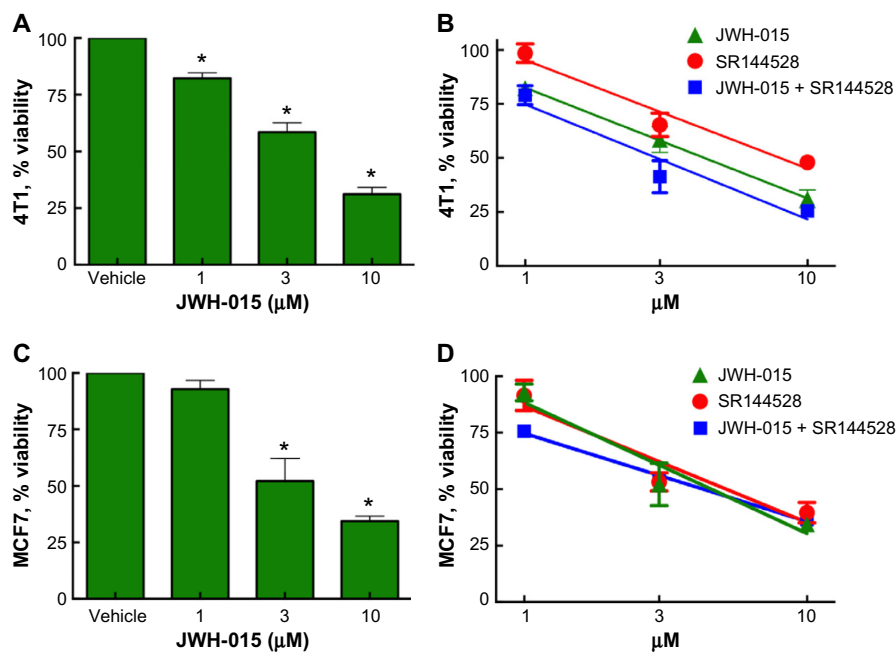 A
4T1, % viability
100
75
50
25
0
*
*
*
Vehicle
1
3
10
JWH-015 (μM)
B
4T1, % viability
100
75
50
25
0
JWH-015
SR144528
JWH-015 + SR144528
1
3
10
μM
C
MCF7, % viability
100
75
50
25
0
*
*
Vehicle
1
3
10
JWH-015 (μM)
D
MCF7, % viability
100
75
50
25
0
JWH-015
SR144528
JWH-015 + SR144528
1
3
10
μM